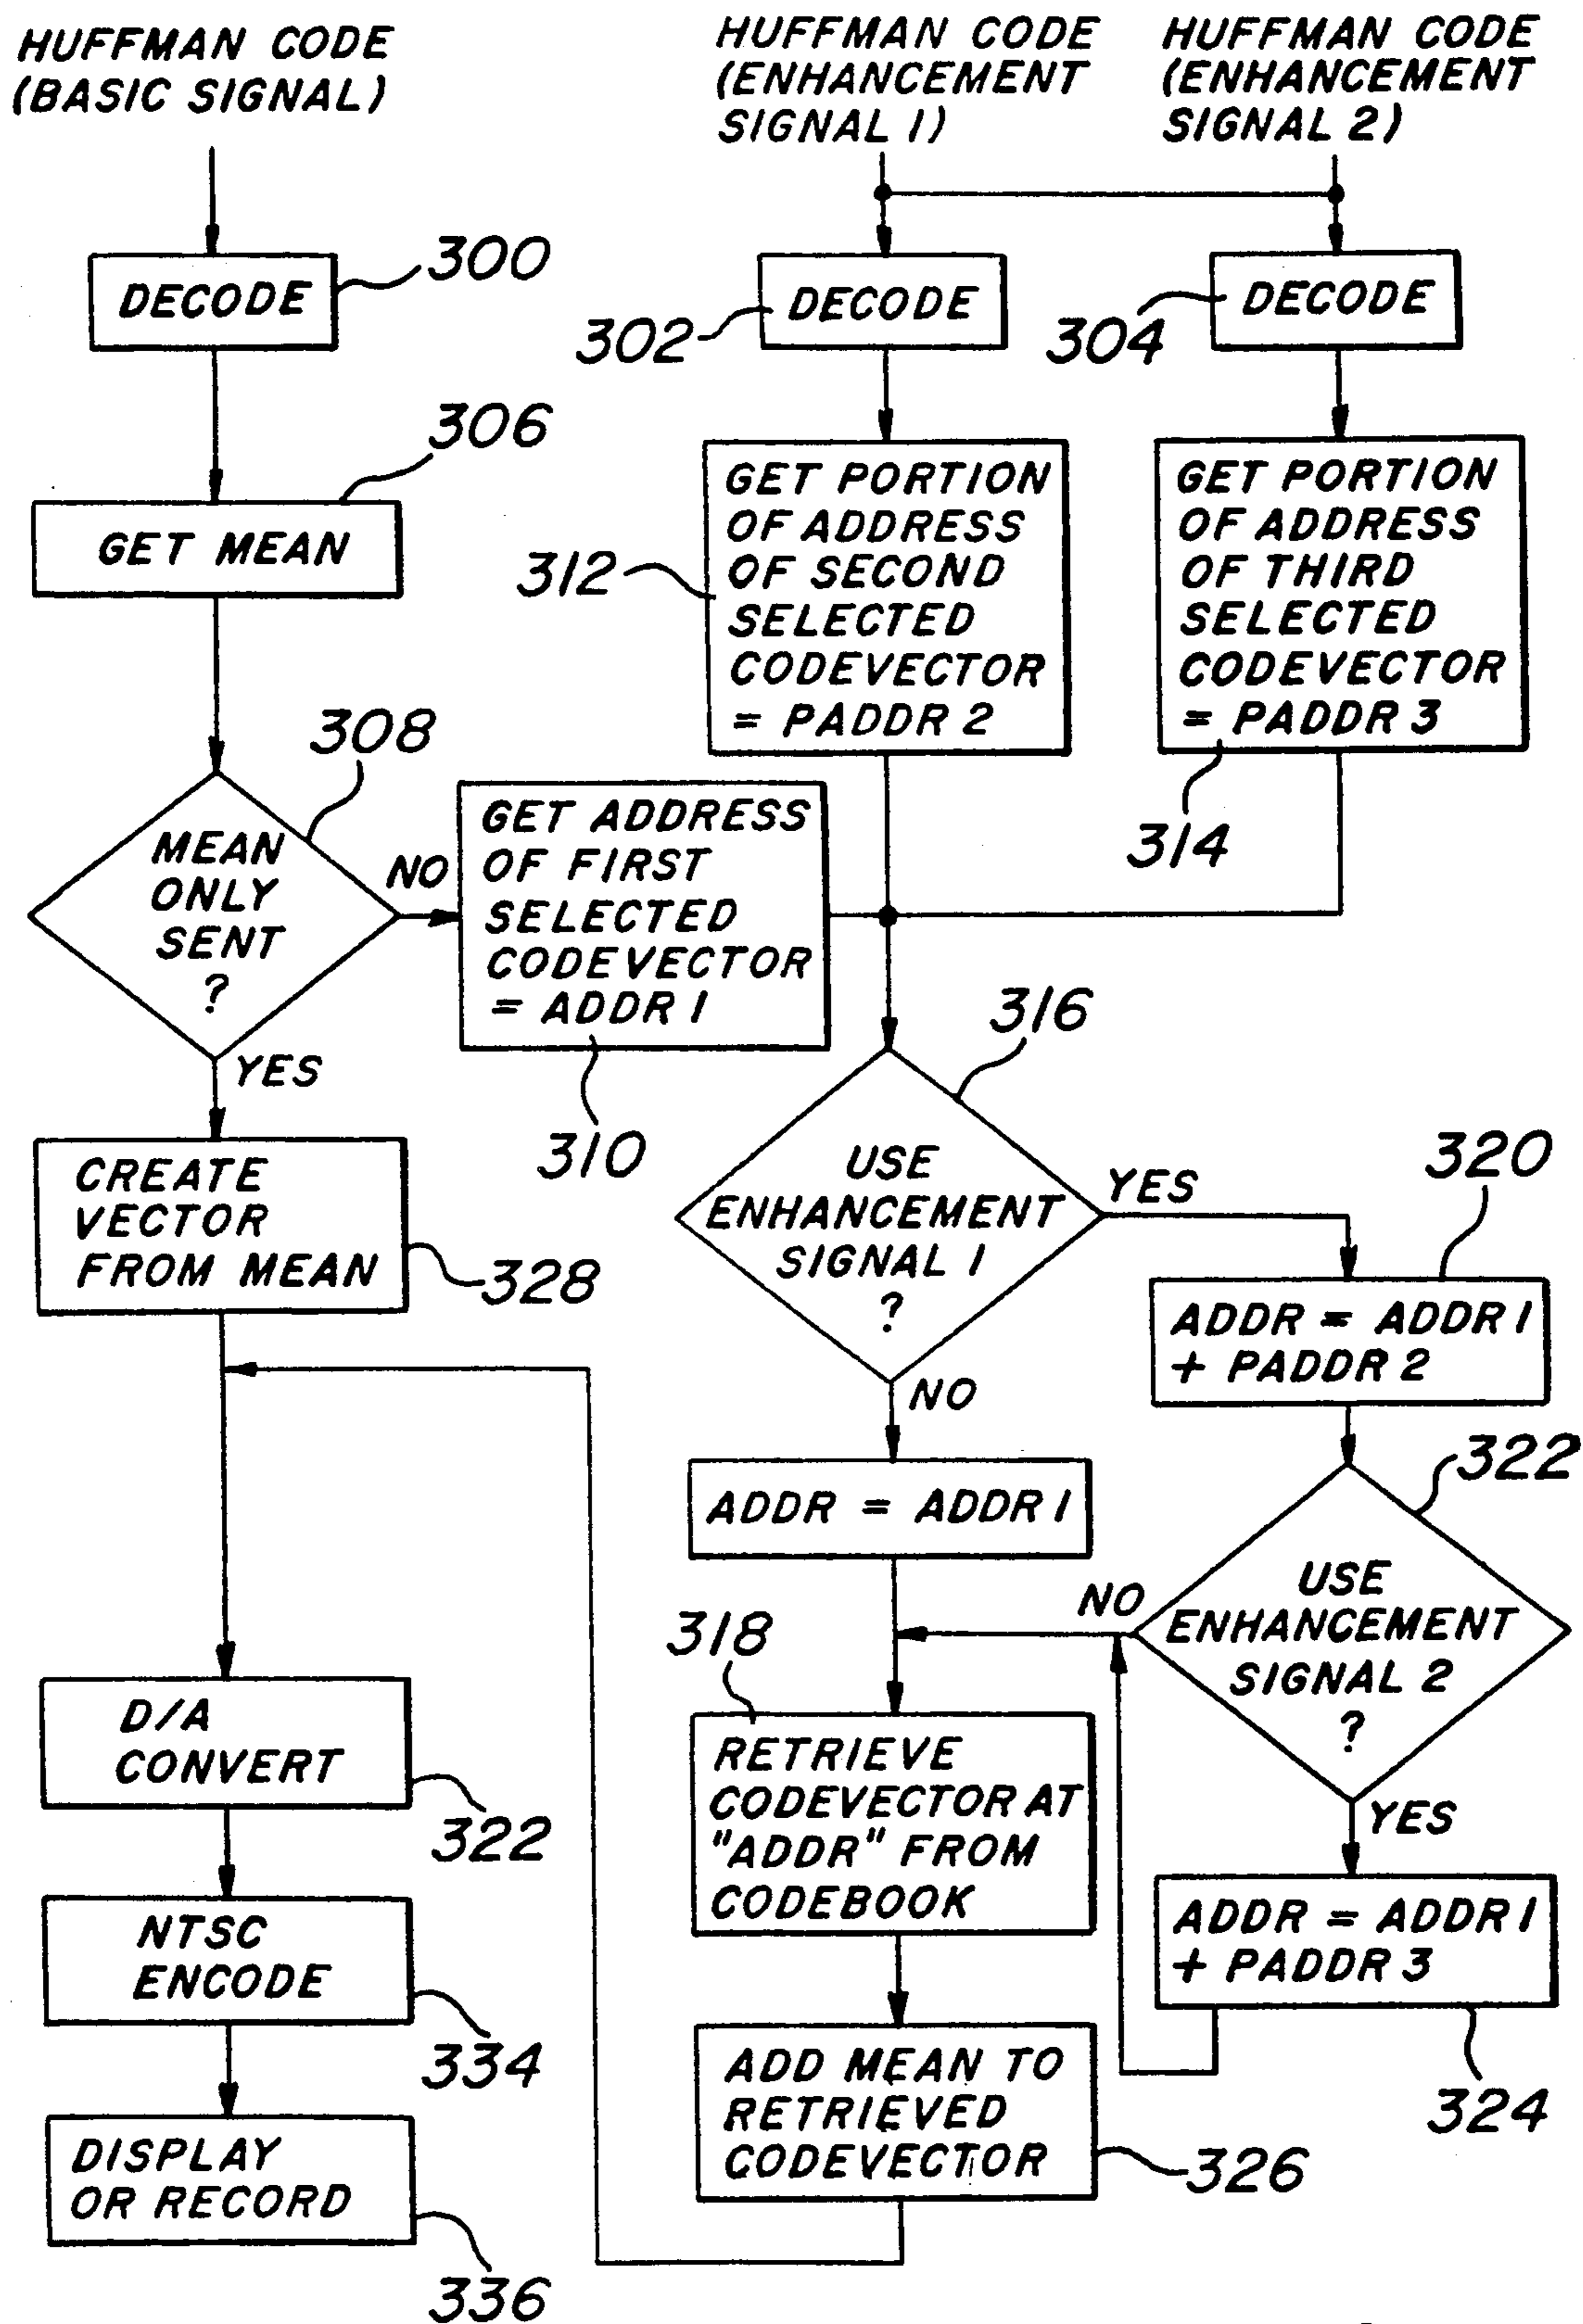 HUFFMAN CODE
(BASIC SIGNAL)
HUFFMAN CODE
(ENHANCEMENT
SIGNAL 1)
HUFFMAN CODE
(ENHANCEMENT
SIGNAL 2)
DECODE
300
DECODE
302
DECODE
304
GET MEAN
306
GET PORTION
OF ADDRESS
OF SECOND
SELECTED
CODEVECTOR
= PADDR 2
312
GET PORTION
OF ADDRESS
OF THIRD
SELECTED
CODEVECTOR
= PADDR 3
314
MEAN
ONLY
SENT
?
308
NO
YES
GET ADDRESS
OF FIRST
SELECTED
CODEVECTOR
= ADDR 1
310
USE
ENHANCEMENT
SIGNAL 1
?
316
YES
NO
CREATE
VECTOR
FROM MEAN
328
ADDR = ADDR 1
+ PADDR 2
320
ADDR = ADDR 1
USE
ENHANCEMENT
SIGNAL 2
?
322
NO
YES
RETRIEVE
CODEVECTOR AT
"ADDR" FROM
CODEBOOK
318
ADDR = ADDR 1
+ PADDR 3
324
ADD MEAN TO
RETRIEVED
CODEVECTOR
326
D/A
CONVERT
322
NTSC
ENCODE
334
DISPLAY
OR RECORD
336